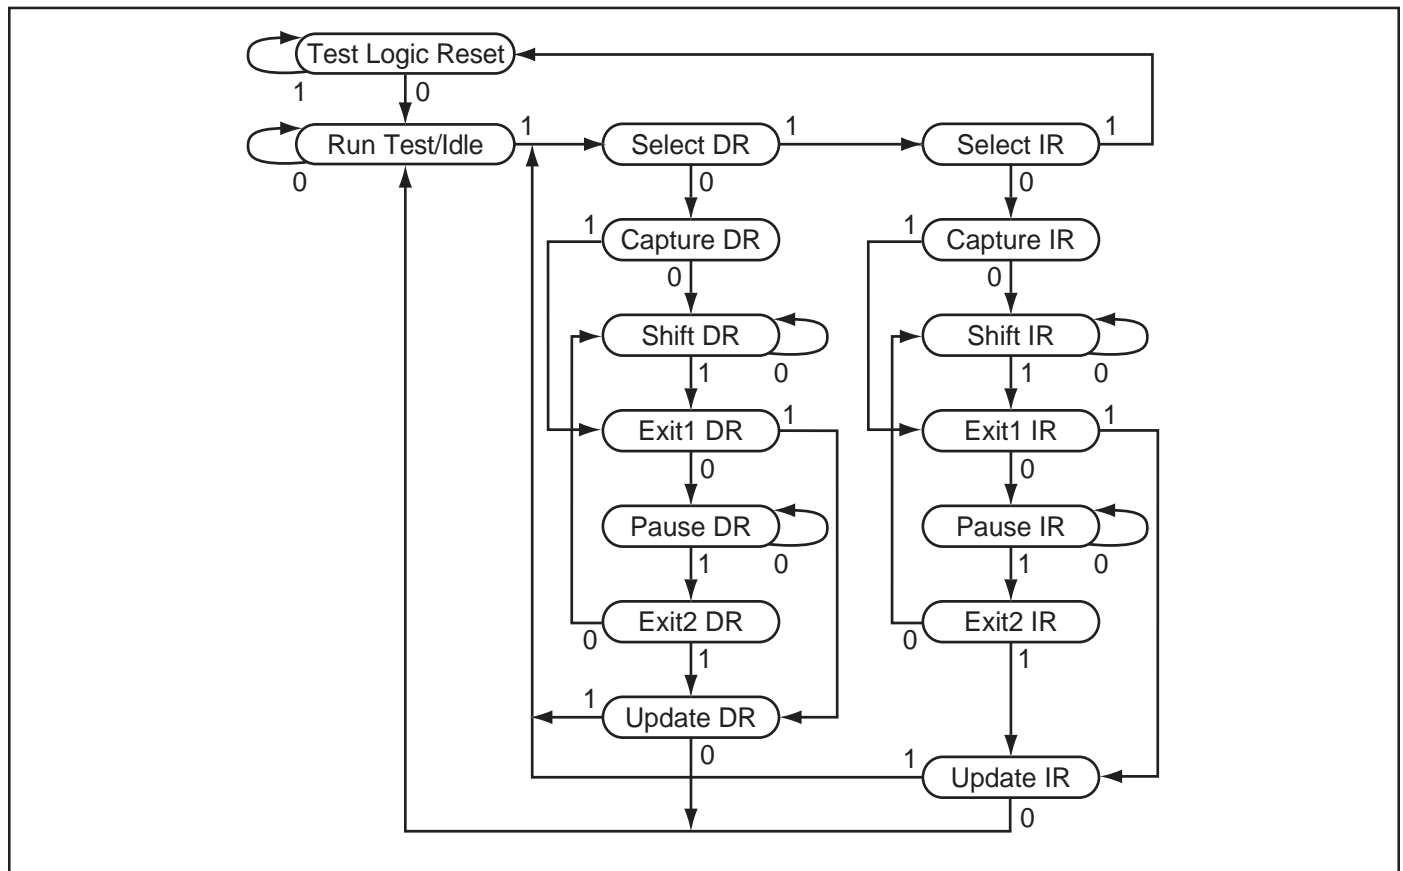 Test Logic Reset
1 0
Run Test/Idle 1 Select DR 1 Select IR 1
0 0 0
1 Capture DR 1 Capture IR
0 0
Shift DR Shift IR
1 0 1 0
Exit1 DR 1 Exit1 IR 1
0 0
Pause DR Pause IR
1 0 1 0
Exit2 DR Exit2 IR
0 1 0 1
1 Update DR
0 1 Update IR
0